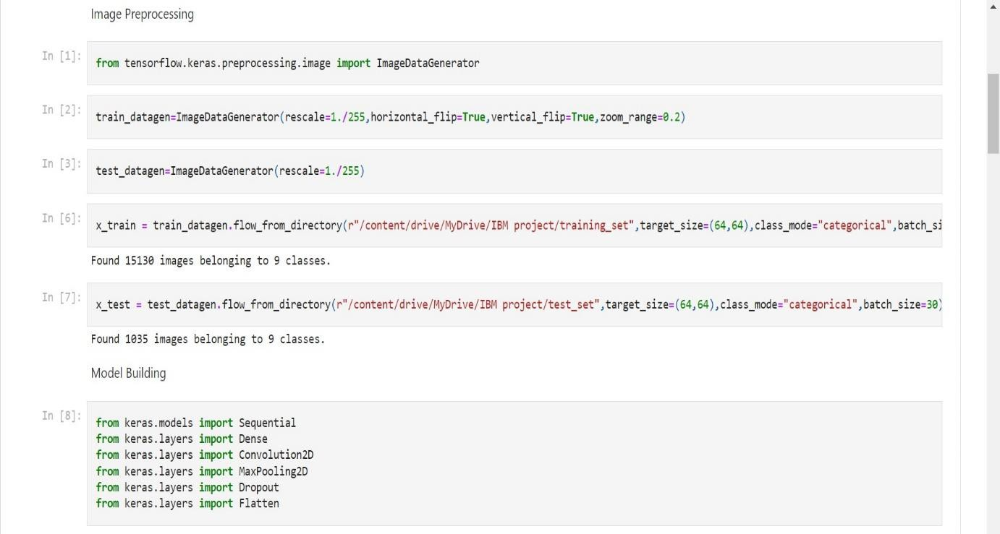 Image Preprocessing
In [1]:
from tensorflow.keras.preprocessing.image import ImageDataGenerator
In [2]:
train_datagen=ImageDataGenerator(rescale=1./255,horizontal_flip=True,vertical_flip=True,zoom_range=0.2)
In [3]:
test_datagen=ImageDataGenerator(rescale=1./255)
In [6]:
x_train = train_datagen.flow_from_directory(r"/content/drive/MyDrive/IBM project/training_set",target_size=(64,64),class_mode="categorical",batch_si
Found 15130 images belonging to 9 classes.
In [7]:
x_test = test_datagen.flow_from_directory(r"/content/drive/MyDrive/IBM project/test_set",target_size=(64,64),class_mode="categorical",batch_size=30)
Found 1035 images belonging to 9 classes.
Model Building
In [8]:
from keras.models import Sequential
from keras.layers import Dense
from keras.layers import Convolution2D
from keras.layers import MaxPooling2D
from keras.layers import Dropout
from keras.layers import Flatten